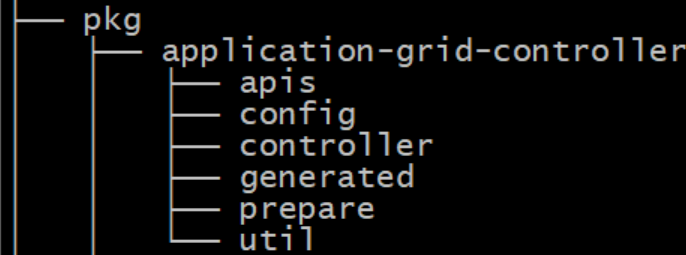 pkg
application-grid-controller
apis
config
controller
generated
prepare
util